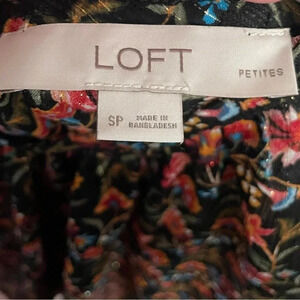 LOFT
PETITES
SP MADE IN
BANGLADESH